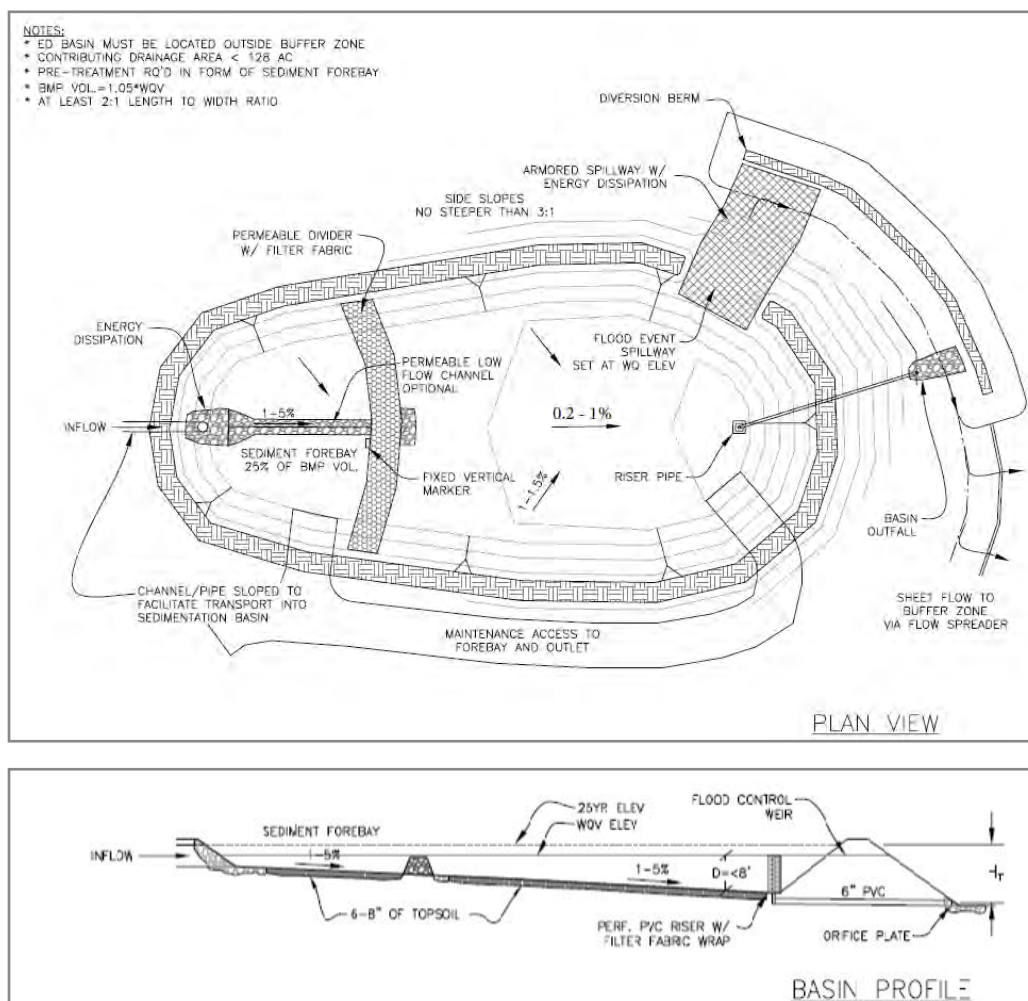 NOTES:
* ED BASIN MUST BE LOCATED OUTSIDE BUFFER ZONE
* CONTRIBUTING DRAINAGE AREA < 128 AC
* PRE-TREATMENT RQ'D IN FORM OF SEDIMENT FOREBAY
* BMP VOL.=1.05*WQV
* AT LEAST 2:1 LENGTH TO WIDTH RATIO
DIVERSION BERM
ARMORED SPILLWAY W/
ENERGY DISSIPATION
SIDE SLOPES
NO STEEPER THAN 3:1
PERMEABLE DIVIDER
W/ FILTER FABRIC
ENERGY
DISSIPATION
FLOOD EVENT
SPILLWAY
SET AT WQ ELEV
PERMEABLE LOW
FLOW CHANNEL
OPTIONAL
1-5%
0.2 - 1%
INFLOW
SEDIMENT FOREBAY
25% OF BMP VOL.
FIXED VERTICAL
MARKER
1-1.5%
RISER PIPE
BASIN
OUTFALL
CHANNEL/PIPE SLOPED TO
FACILITATE TRANSPORT INTO
SEDIMENTATION BASIN
MAINTENANCE ACCESS TO
FOREBAY AND OUTLET
SHEET FLOW TO
BUFFER ZONE
VIA FLOW SPREADER
PLAN VIEW
25YR ELEV
WQV ELEV
FLOOD CONTROL
WEIR
SEDIMENT FOREBAY
INFLOW
1-5%
1-5%
D=<8'
HT
6" PVC
6-8" OF TOPSOIL
PERF. PVC RISER W/
FILTER FABRIC WRAP
ORIFICE PLATE
BASIN PROFILE